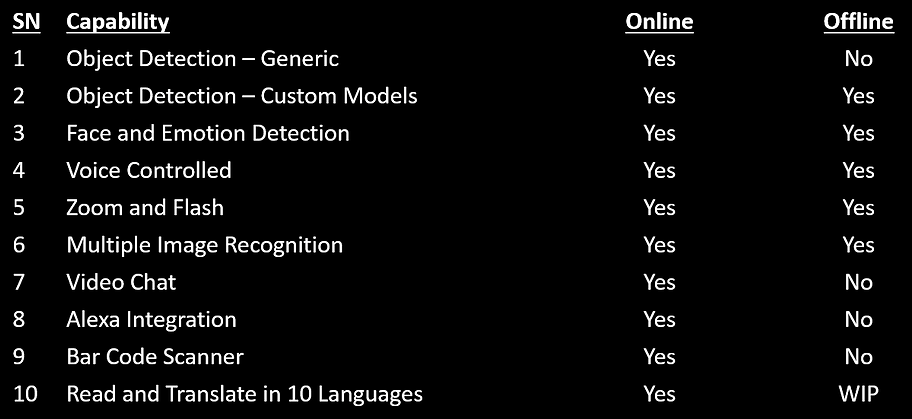 SN Capability Online Offline
1 Object Detection – Generic Yes No
2 Object Detection – Custom Models Yes Yes
3 Face and Emotion Detection Yes Yes
4 Voice Controlled Yes Yes
5 Zoom and Flash Yes Yes
6 Multiple Image Recognition Yes Yes
7 Video Chat Yes No
8 Alexa Integration Yes No
9 Bar Code Scanner Yes No
10 Read and Translate in 10 Languages Yes WIP